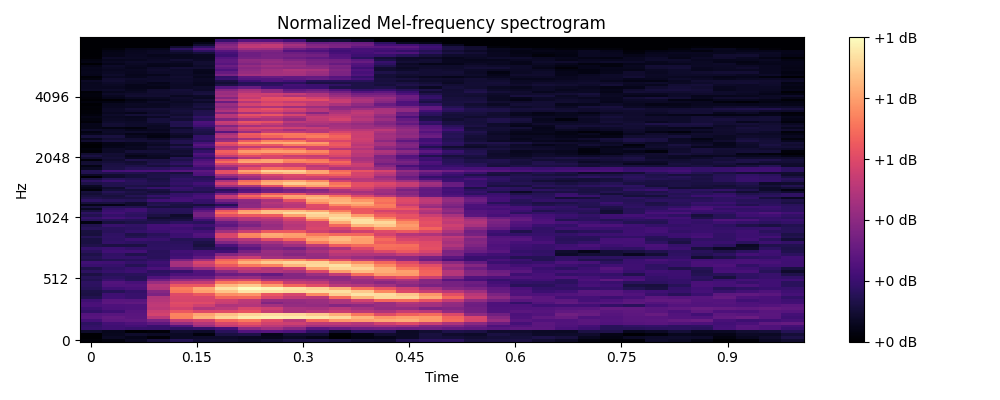 Normalized Mel-frequency spectrogram
Hz
4096
2048
1024
512
0
0 0.15 0.3 0.45 0.6 0.75 0.9
Time
+1 dB
+1 dB
+1 dB
+0 dB
+0 dB
+0 dB